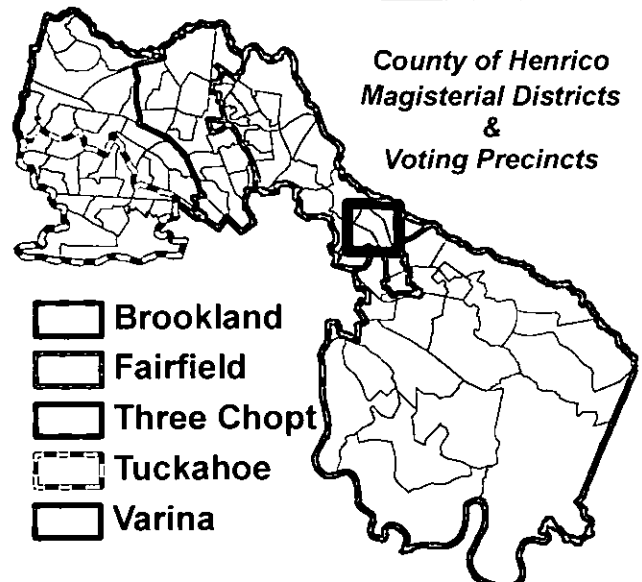 County of Henrico
Magisterial Districts
&
Voting Precincts
Brookland
Fairfield
Three Chopt
Tuckahoe
Varina